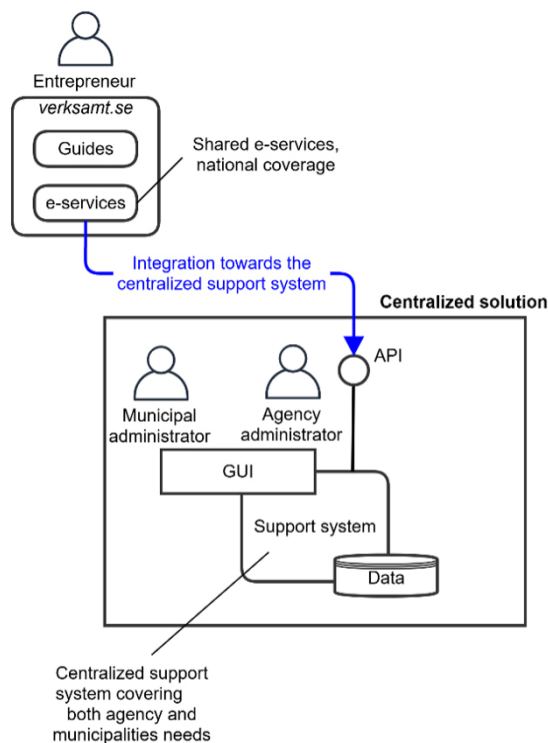 Entrepreneur
verksamt.se
Guides
e-services
Shared e-services,
national coverage
Integration towards the
centralized support system
Centralized solution
API
Municipal
administrator
Agency
administrator
GUI
Support system
Data
Centralized support
system covering
both agency and
municipalities needs